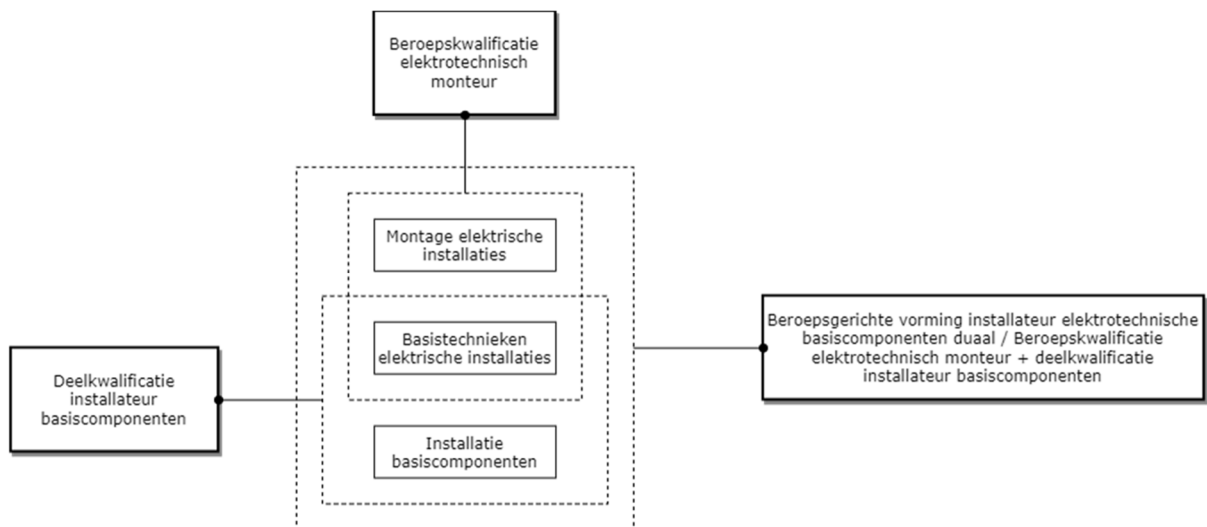 Beroepskwalificatie
elektrotechnisch
monteur
Montage elektrische
installaties
Basistechnieken
elektrische installaties
Installatie
basiscomponenten
Deelkwalificatie
installateur
basiscomponenten
Beroepsgerichte vorming installateur elektrotechnische
basiscomponenten duaal / Beroepskwalificatie
elektrotechnisch monteur + deelkwalificatie
installateur basiscomponenten